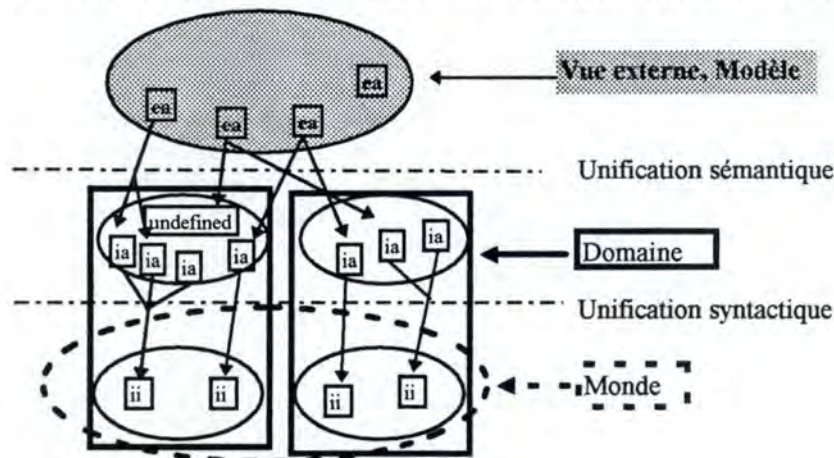 ea
Vue externe, Modèle
ea
ea
ea
Unification sémantique
undefined
ia
ia
ia
ia
ia
ia
ia
Domaine
Unification syntactique
ii
ii
ii
ii
Monde